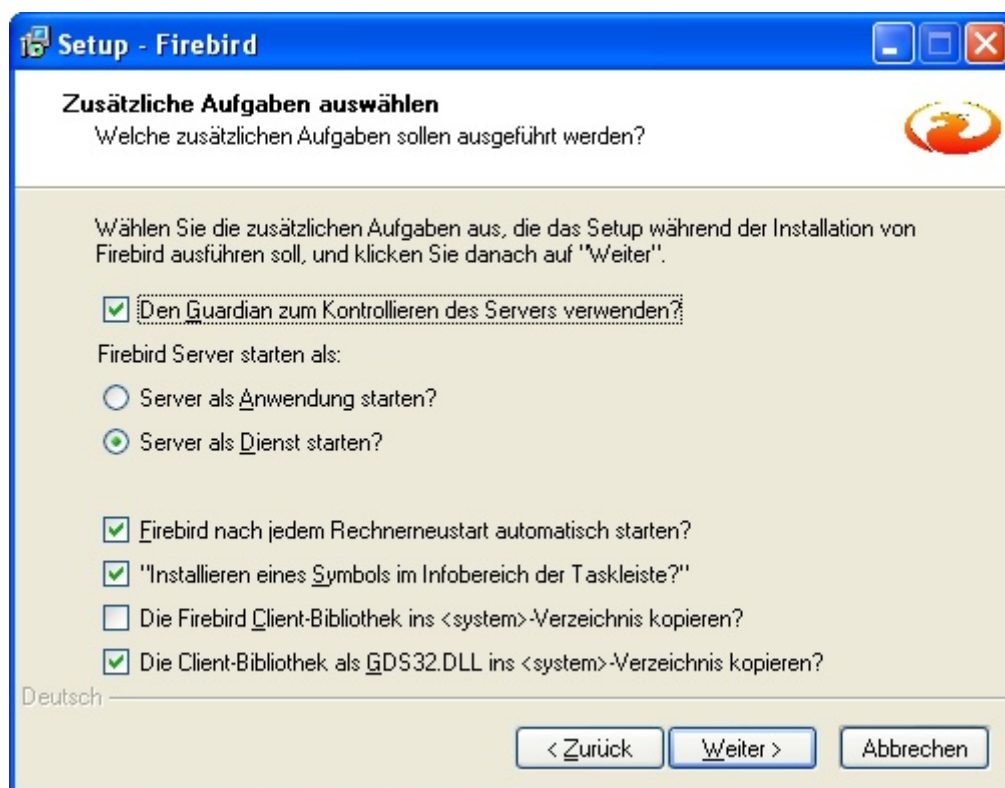 Setup - Firebird
Zusätzliche Aufgaben auswählen
Welche zusätzlichen Aufgaben sollen ausgeführt werden?
Wählen Sie die zusätzlichen Aufgaben aus, die das Setup während der Installation von
Firebird ausführen soll, und klicken Sie danach auf "Weiter".
Den Guardian zum Kontrollieren des Servers verwenden?
Firebird Server starten als:
Server als Anwendung starten?
Server als Dienst starten?
Firebird nach jedem Rechnerneustart automatisch starten?
"Installieren eines Symbols im Infobereich der Taskleiste?"
Die Firebird Client-Bibliothek ins <system>-Verzeichnis kopieren?
Die Client-Bibliothek als GDS32.DLL ins <system>-Verzeichnis kopieren?
Deutsch
< Zurück Weiter > Abbrechen